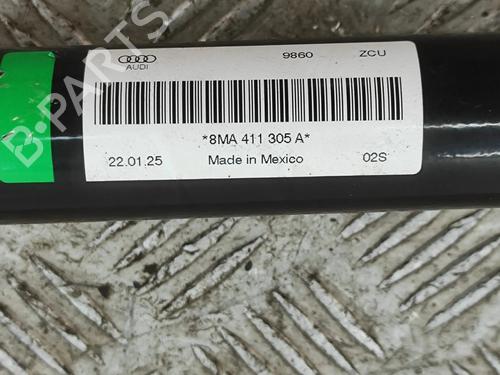 AUDI 9860 ZCU
*8MA 411 305 A*
22.01.25 Made in Mexico 02S
B-PARTS